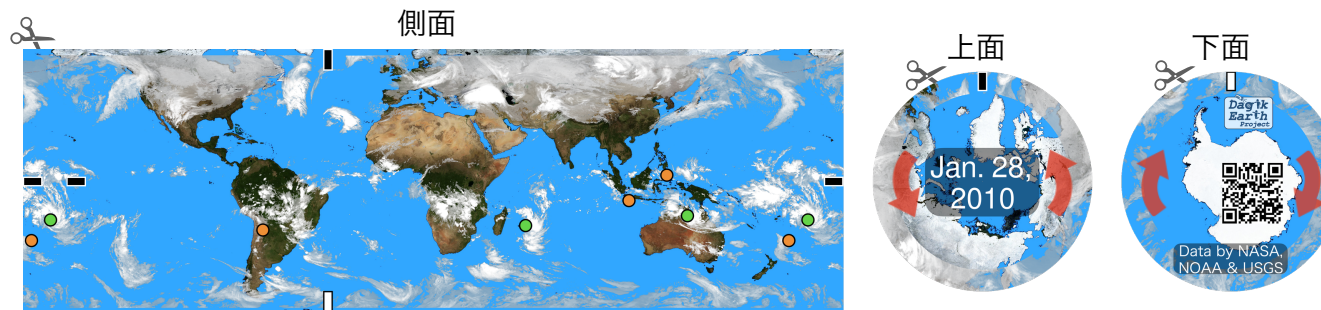 側面
上面
下面
Jan. 28,
2010
Dagik
Earth
Project
Data by NASA,
NOAA & USGS